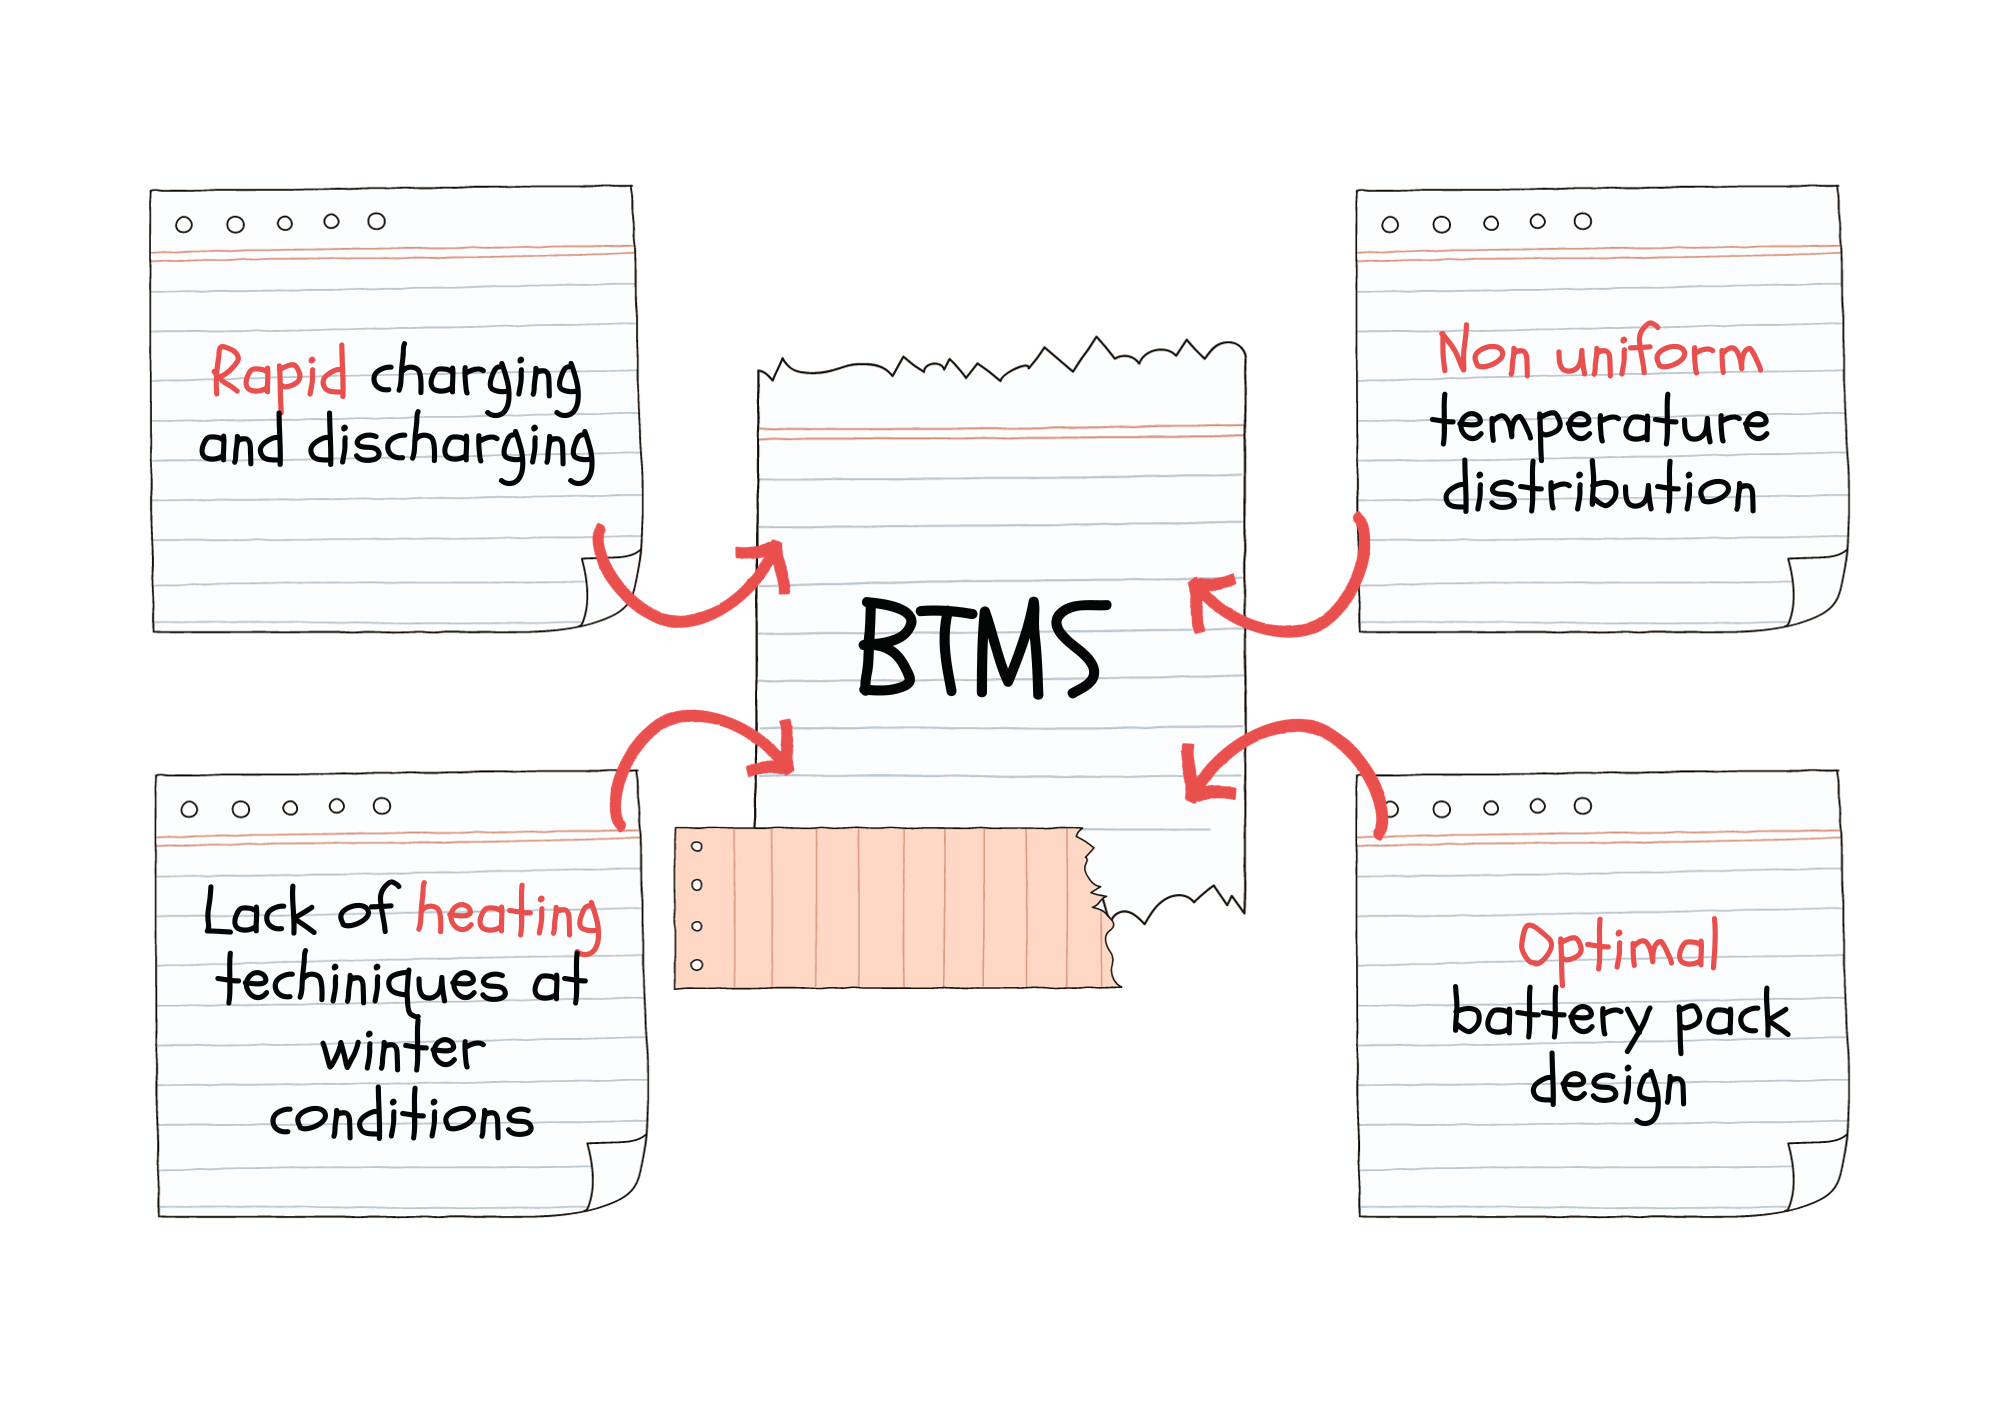 Rapid charging
and discharging
Non uniform
temperature
distribution
BTMS
Lack of heating
techiniques at
winter
conditions
Optimal
battery pack
design